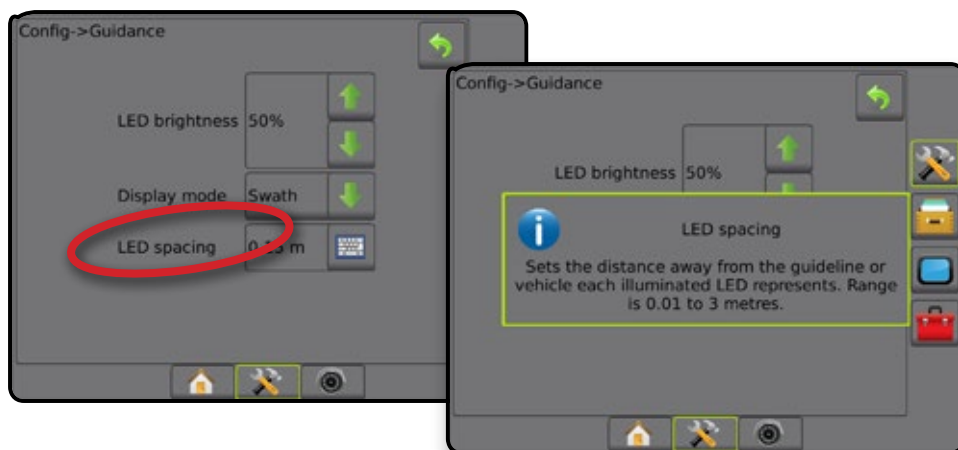 Config->Guidance
LED brightness 50%
Display mode Swath
LED spacing m
Config->Guidance
LED brightness 50%
LED spacing
Sets the distance away from the guideline or
vehicle each illuminated LED represents. Range
is 0.01 to 3 metres.